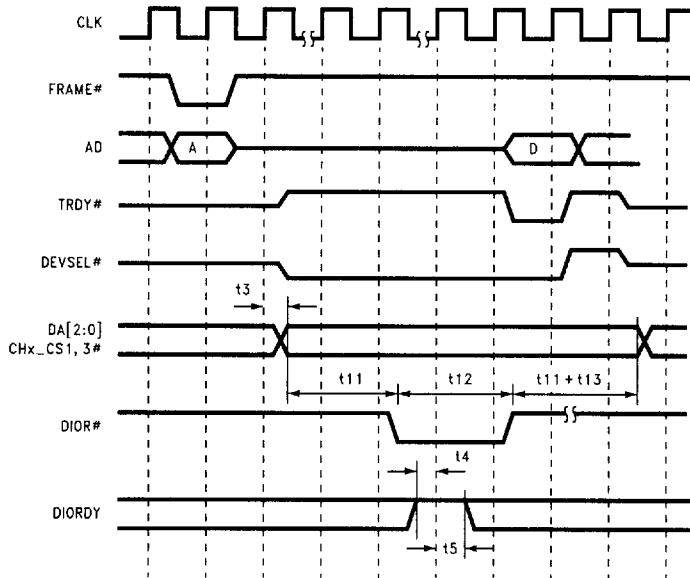 CLK
FRAME#
AD
A
D
TRDY#
DEVSEL#
t3
DA[2:0]
CHx_CS1, 3#
t11
t12
t11+t13
DIOR#
t4
DIORDY
t5